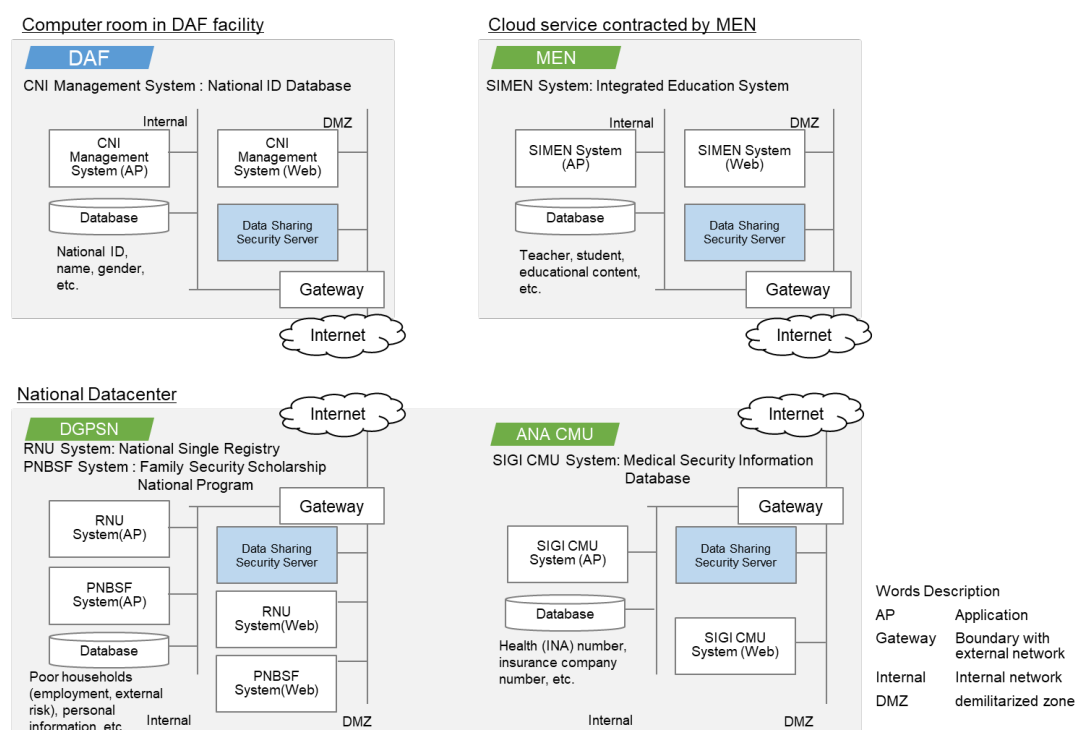 Computer room in DAF facility
DAF
CNI Management System : National ID Database
Internal
DMZ
CNI
Management
System (AP)
CNI
Management
System (Web)
Database
Data Sharing
Security Server
National ID,
name, gender,
etc.
Gateway
Internet
Cloud service contracted by MEN
MEN
SIMEN System: Integrated Education System
Internal
DMZ
SIMEN System
(AP)
SIMEN System
(Web)
Database
Data Sharing
Security Server
Teacher, student,
educational content,
etc.
Gateway
Internet
National Datacenter
Internet
DGPSN
RNU System: National Single Registry
PNBSF System : Family Security Scholarship
National Program
Gateway
RNU
System(AP)
Data Sharing
Security Server
PNBSF
System(AP)
RNU
System(Web)
Database
PNBSF
System(Web)
Poor households
(employment, external
risk), personal
information, etc
Internal
DMZ
Internet
ANA CMU
SIGI CMU System: Medical Security Information
Database
Gateway
SIGI CMU
System (AP)
Data Sharing
Security Server
Database
SIGI CMU
System (Web)
Health (INA) number,
insurance company
number, etc.
Internal
DMZ
Words Description
AP Application
Gateway Boundary with
external network
Internal Internal network
DMZ demilitarized zone